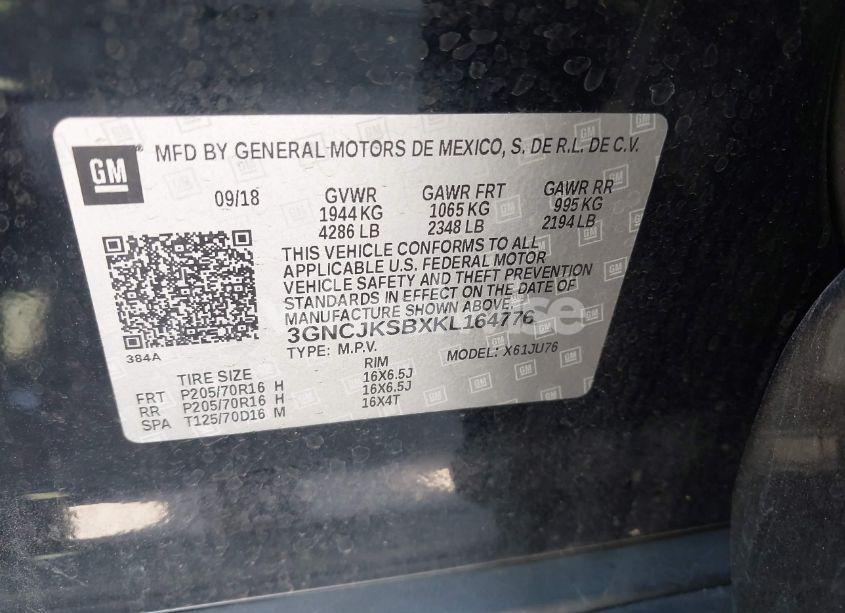 GM ® MFD BY GENERAL MOTORS DE MEXICO, S. DE R.L. DE C.V.
09/18 GVWR GAWR FRT GAWR RR
1944 KG 1065 KG 995 KG
4286 LB 2348 LB 2194 LB
THIS VEHICLE CONFORMS TO ALL
APPLICABLE U.S. FEDERAL MOTOR
VEHICLE SAFETY AND THEFT PREVENTION
STANDARDS IN EFFECT ON THE DATE OF
MANUFACTURE SHOWN ABOVE.
3GNCJKSBXKL164776
384A
TYPE: M.P.V. MODEL: X61JU76
TIRE SIZE RIM
FRT P205/70R16 H 16X6.5J
RR P205/70R16 H 16X6.5J
SPA T125/70D16 M 16X4T